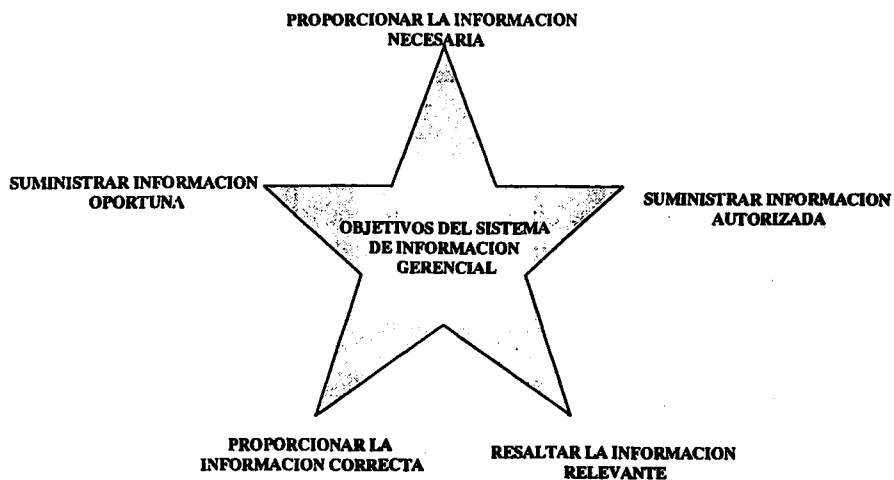 PROPORCIONAR LA INFORMACION
NECESARIA
SUMINISTRAR INFORMACION
OPORTUNA
SUMINISTRAR INFORMACION
AUTORIZADA
OBJETIVOS DEL SISTEMA
DE INFORMACION
GERENCIAL
PROPORCIONAR LA
INFORMACION CORRECTA
RESALTAR LA INFORMACION
RELEVANTE